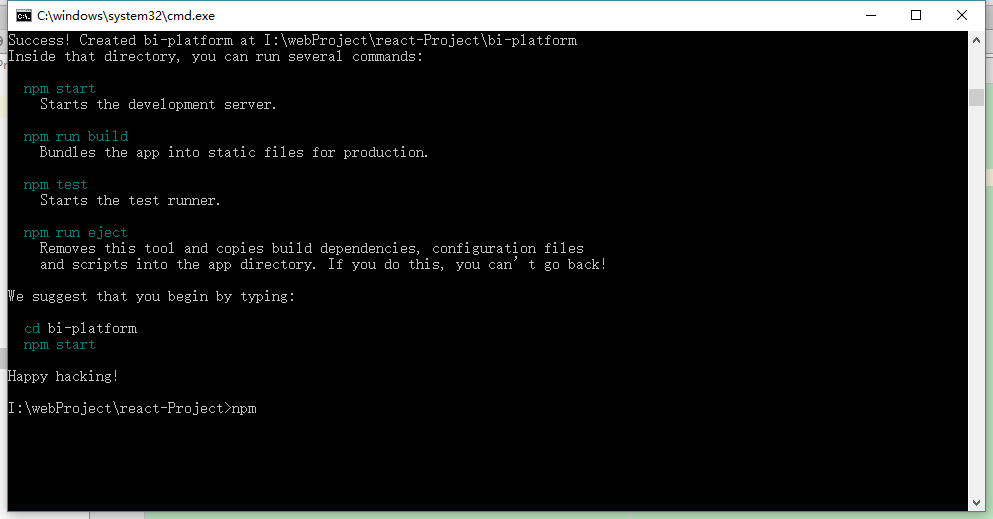 C:\windows\system32\cmd.exe
Success! Created bi-platform at I:\webProject\react-Project\bi-platform
Inside that directory, you can run several commands:
npm start
Starts the development server.
npm run build
Bundles the app into static files for production.
npm test
Starts the test runner.
npm run eject
Removes this tool and copies build dependencies, configuration files
and scripts into the app directory. If you do this, you can't go back!
We suggest that you begin by typing:
cd bi-platform
npm start
Happy hacking!
I:\webProject\react-Project>npm